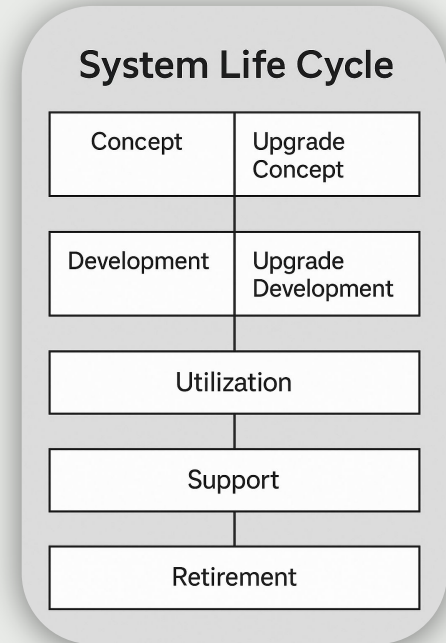 System Life Cycle
Concept
Upgrade
Concept
Development
Upgrade
Development
Utilization
Support
Retirement